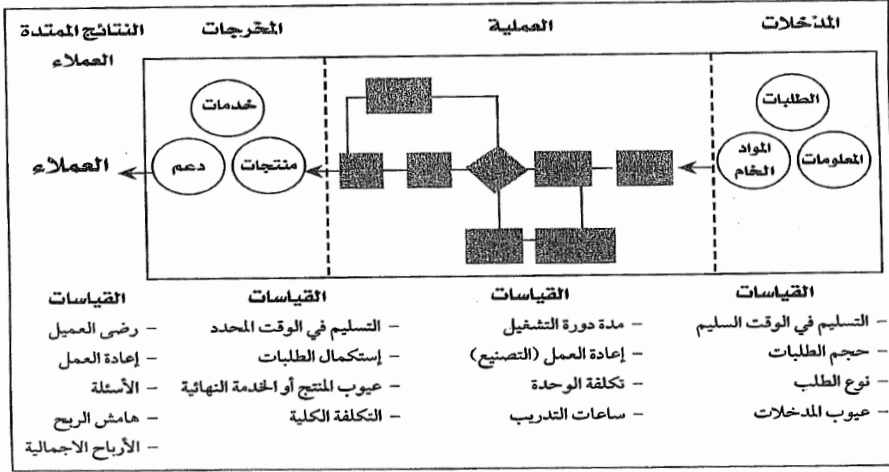 المدخلات
العملية
المخرجات
النتائج الممتدة
العملاء
الطلبات
المعلومات
المواد
الخام
خدمات
منتجات
دعم
العملاء
القياسات
– التسليم في الوقت السليم
– حجم الطلبات
– نوع الطلب
– عيوب المدخلات
القياسات
– مدة دورة التشغيل
– إعادة العمل (التصنيع)
– تكلفة الوحدة
– ساعات التدريب
القياسات
– التسليم في الوقت المحدد
– إستكمال الطلبات
– عيوب المنتج أو الخدمة النهائية
– التكلفة الكلية
القياسات
– رضى العميل
– إعادة العمل
– الأسئلة
– هامش الربح
– الأرباح الاجمالية